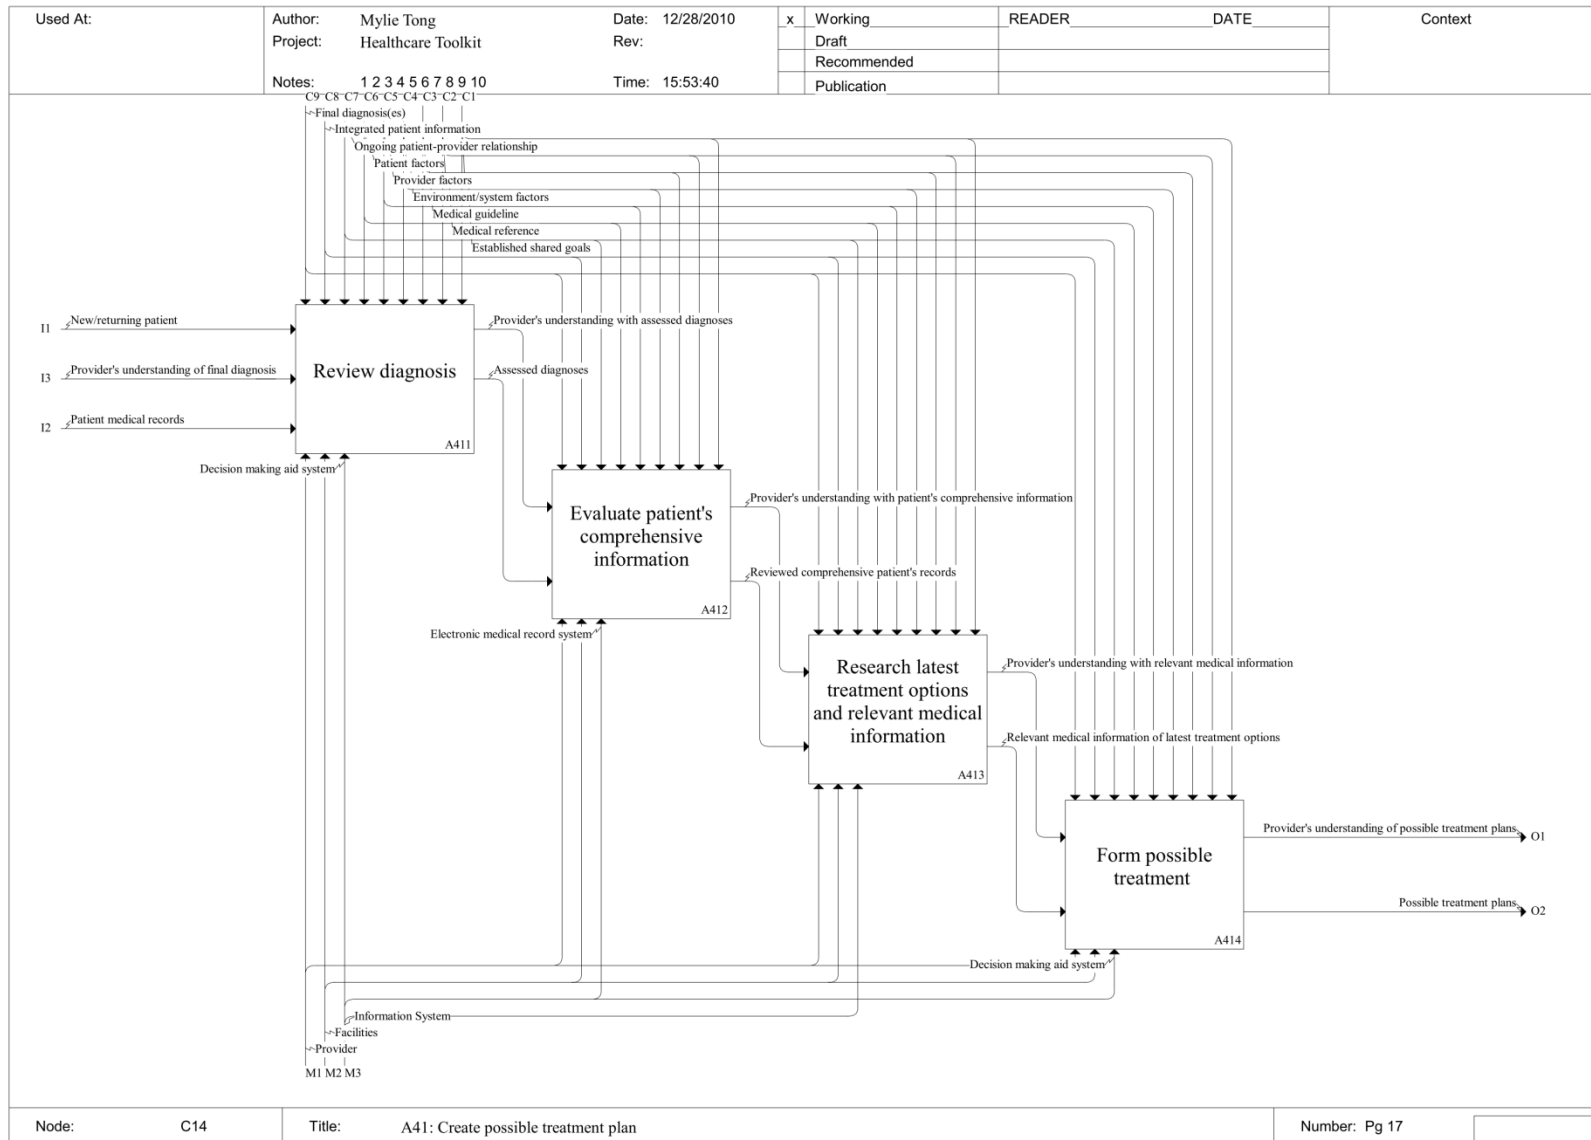 Used At:
Author: Mylie Tong
Date: 12/28/2010
x Working
READER DATE
Context
Project: Healthcare Toolkit
Rev:
Draft
Recommended
Notes: 1 2 3 4 5 6 7 8 9 10
Time: 15:53:40
Publication
C9 C8 C7 C6 C5 C4 C3 C2 C1
Final diagnosis(es)
Integrated patient information
Ongoing patient-provider relationship
Patient factors
Provider factors
Environment/system factors
Medical guideline
Medical reference
Established shared goals
I1 New/returning patient
I3 Provider's understanding of final diagnosis
I2 Patient medical records
Review diagnosis
A411
Provider's understanding with assessed diagnoses
Assessed diagnoses
Decision making aid system
Evaluate patient's
comprehensive
information
A412
Provider's understanding with patient's comprehensive information
Reviewed comprehensive patient's records
Electronic medical record system
Research latest
treatment options
and relevant medical
information
A413
Provider's understanding with relevant medical information
Relevant medical information of latest treatment options
Form possible
treatment
A414
Provider's understanding of possible treatment plans O1
Possible treatment plans O2
Decision making aid system
Information System
Facilities
Provider
M1 M2 M3
Node: C14
Title: A41: Create possible treatment plan
Number: Pg 17